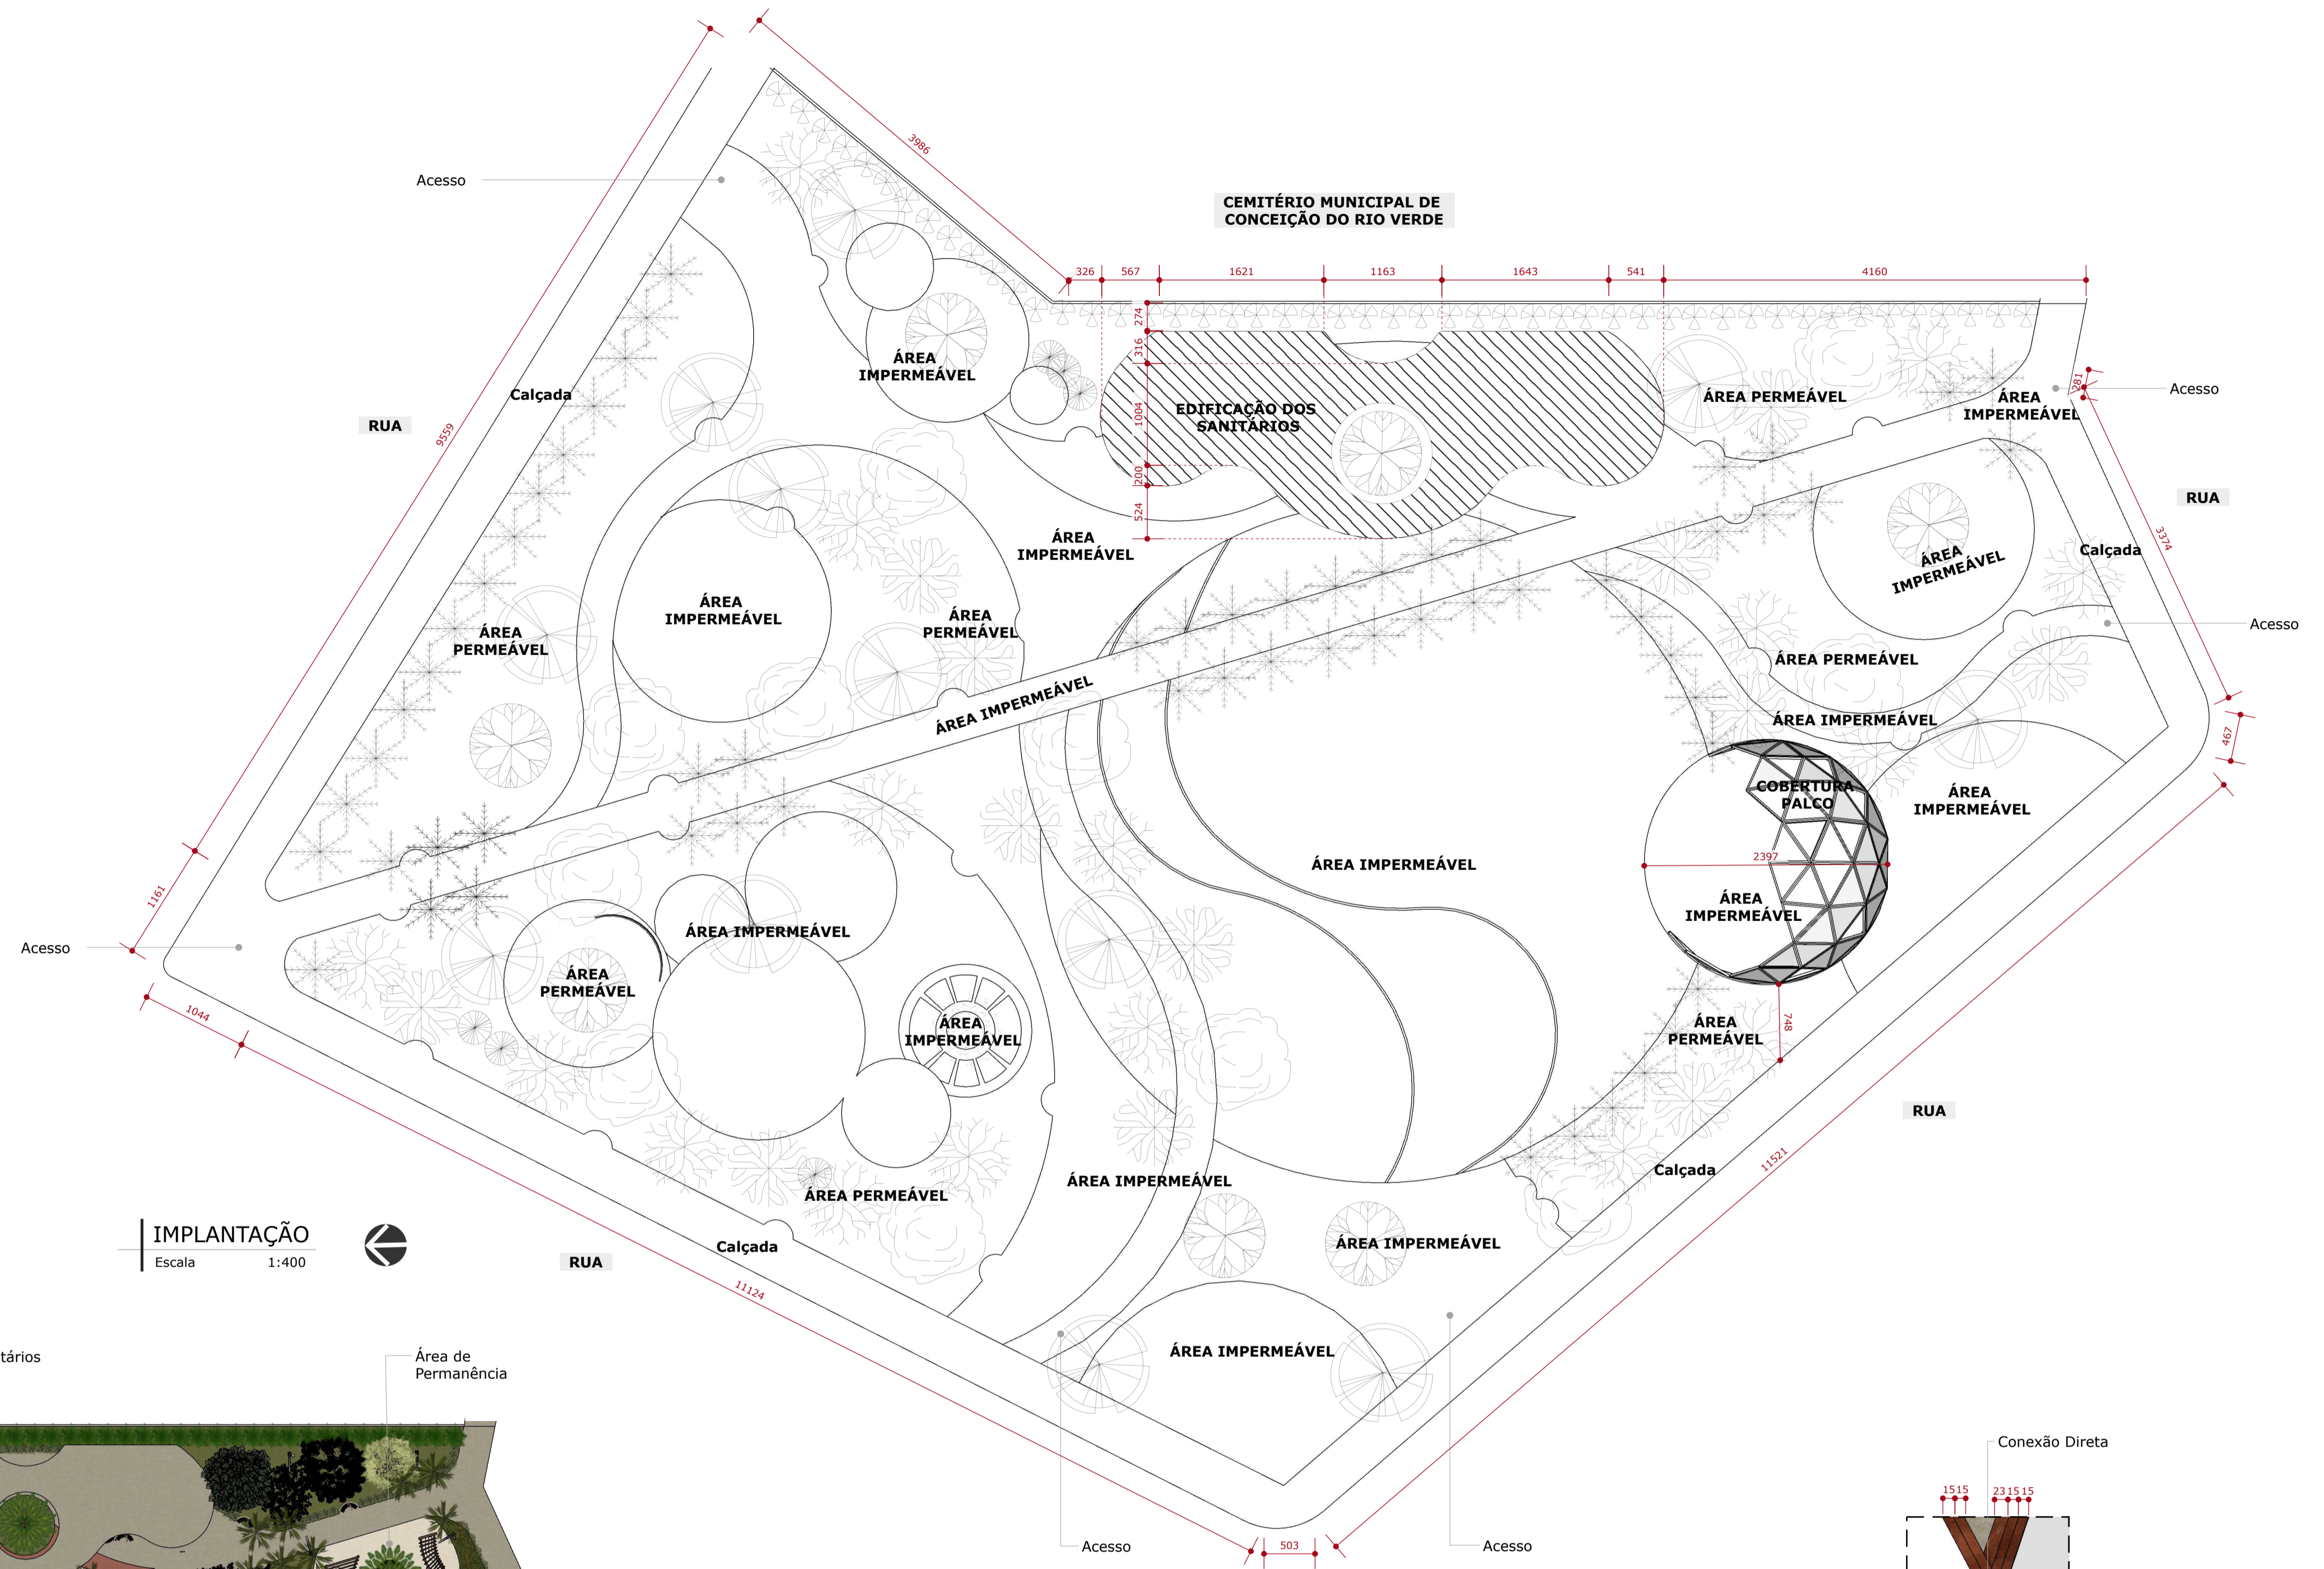 3986
Acesso
CEMITÉRIO MUNICIPAL DE
CONCEIÇÃO DO RIO VERDE
326
567
1621
1163
1643
541
4160
274
316
1004
200
524
ÁREA
IMPERMEÁVEL
EDIFICAÇÃO DOS
SANITÁRIOS
ÁREA PERMEÁVEL
ÁREA
IMPERMEÁVEL
281
Acesso
Calçada
RUA
9559
RUA
3374
Calçada
ÁREA
IMPERMEÁVEL
ÁREA
IMPERMEÁVEL
ÁREA
IMPERMEÁVEL
ÁREA
PERMEÁVEL
ÁREA
PERMEÁVEL
Acesso
ÁREA PERMEÁVEL
ÁREA IMPERMEÁVEL
ÁREA IMPERMEÁVEL
467
COBERTURA
PALCO
ÁREA
IMPERMEÁVEL
2397
ÁREA IMPERMEÁVEL
ÁREA
IMPERMEÁVEL
1161
Acesso
ÁREA IMPERMEÁVEL
ÁREA
PERMEÁVEL
1044
ÁREA
IMPERMEÁVEL
ÁREA
PERMEÁVEL
748
RUA
11521
Calçada
ÁREA IMPERMEÁVEL
ÁREA PERMEÁVEL
IMPLANTAÇÃO
Escala 1:400
Calçada
RUA
ÁREA IMPERMEÁVEL
11124
ÁREA IMPERMEÁVEL
tários
Área de
Permanência
Conexão Direta
15 15
23 15 15
Acesso
503
Acesso